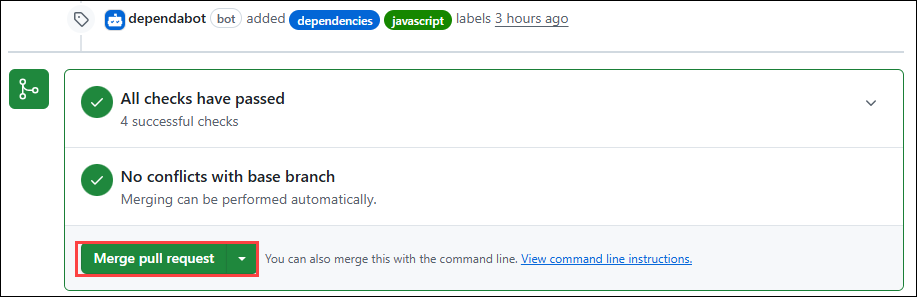 dependabot bot added dependencies javascript labels 3 hours ago
All checks have passed
4 successful checks
No conflicts with base branch
Merging can be performed automatically.
Merge pull request You can also merge this with the command line. View command line instructions.